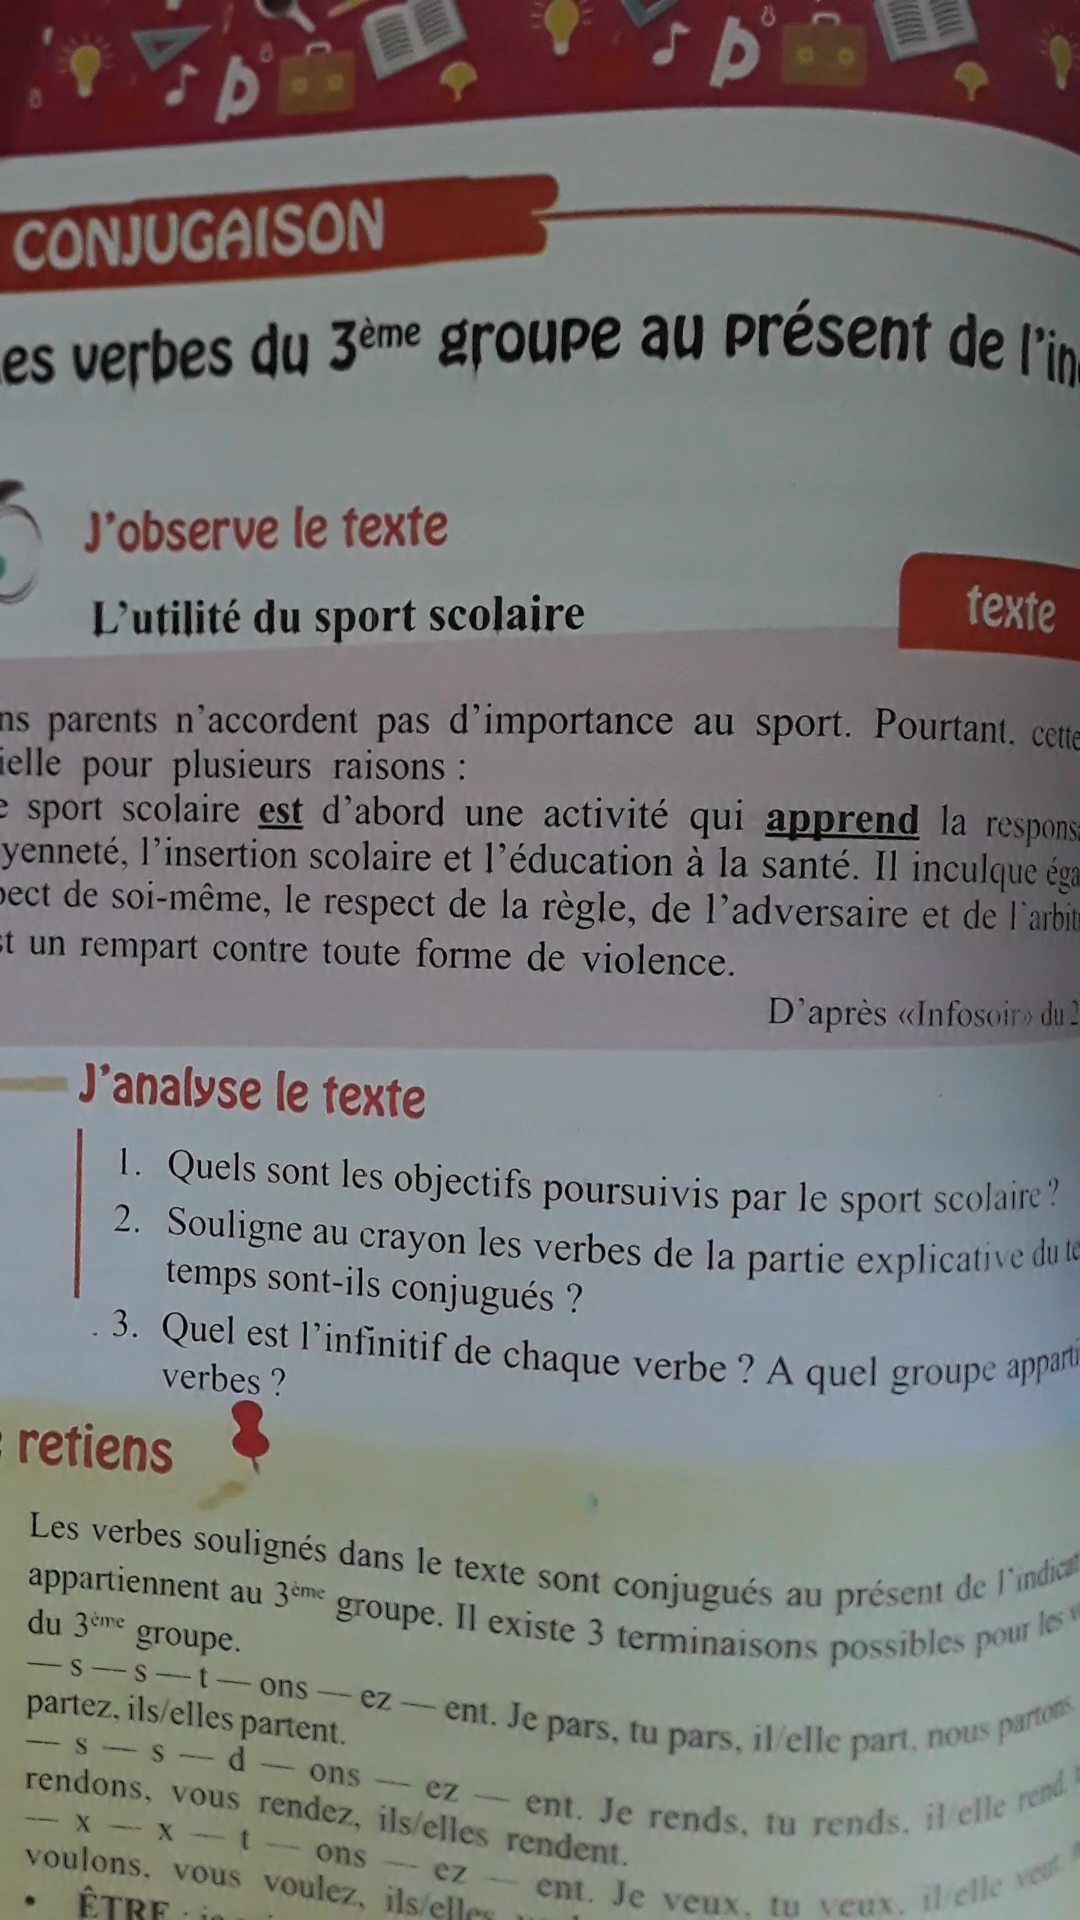 CONJUGAISON
es verbes du 3ème groupe au présent de l'in
J'observe le texte
L'utilité du sport scolaire
texte
ns parents n'accordent pas d'importance au sport. Pourtant, cette
ielle pour plusieurs raisons :
e sport scolaire est d'abord une activité qui apprend la respons
yenneté, l'insertion scolaire et l'éducation à la santé. Il inculque éga
pect de soi-même, le respect de la règle, de l'adversaire et de l'arbit
st un rempart contre toute forme de violence.
D'après «Infosoir» du 2
J'analyse le texte
1. Quels sont les objectifs poursuivis par le sport scolaire ?
2. Souligne au crayon les verbes de la partie explicative du te
temps sont-ils conjugués ?
3. Quel est l'infinitif de chaque verbe ? A quel groupe apparti
verbes ?
retiens
Les verbes soulignés dans le texte sont conjugués au présent de l'indicat
appartiennent au 3ème groupe. Il existe 3 terminaisons possibles pour les v
du 3ème groupe.
— s — s — t — ons — ez — ent. Je pars, tu pars, il/elle part, nous partons,
partez, ils/elles partent.
— s — s — d — ons — ez — ent. Je rends, tu rends, il/elle rend,
rendons, vous rendez, ils/elles rendent.
— x — x — t — ons — ez — ent. Je veux, tu veux, il/elle veut,
voulons, vous voulez, ils/elles
• ÊTRE :